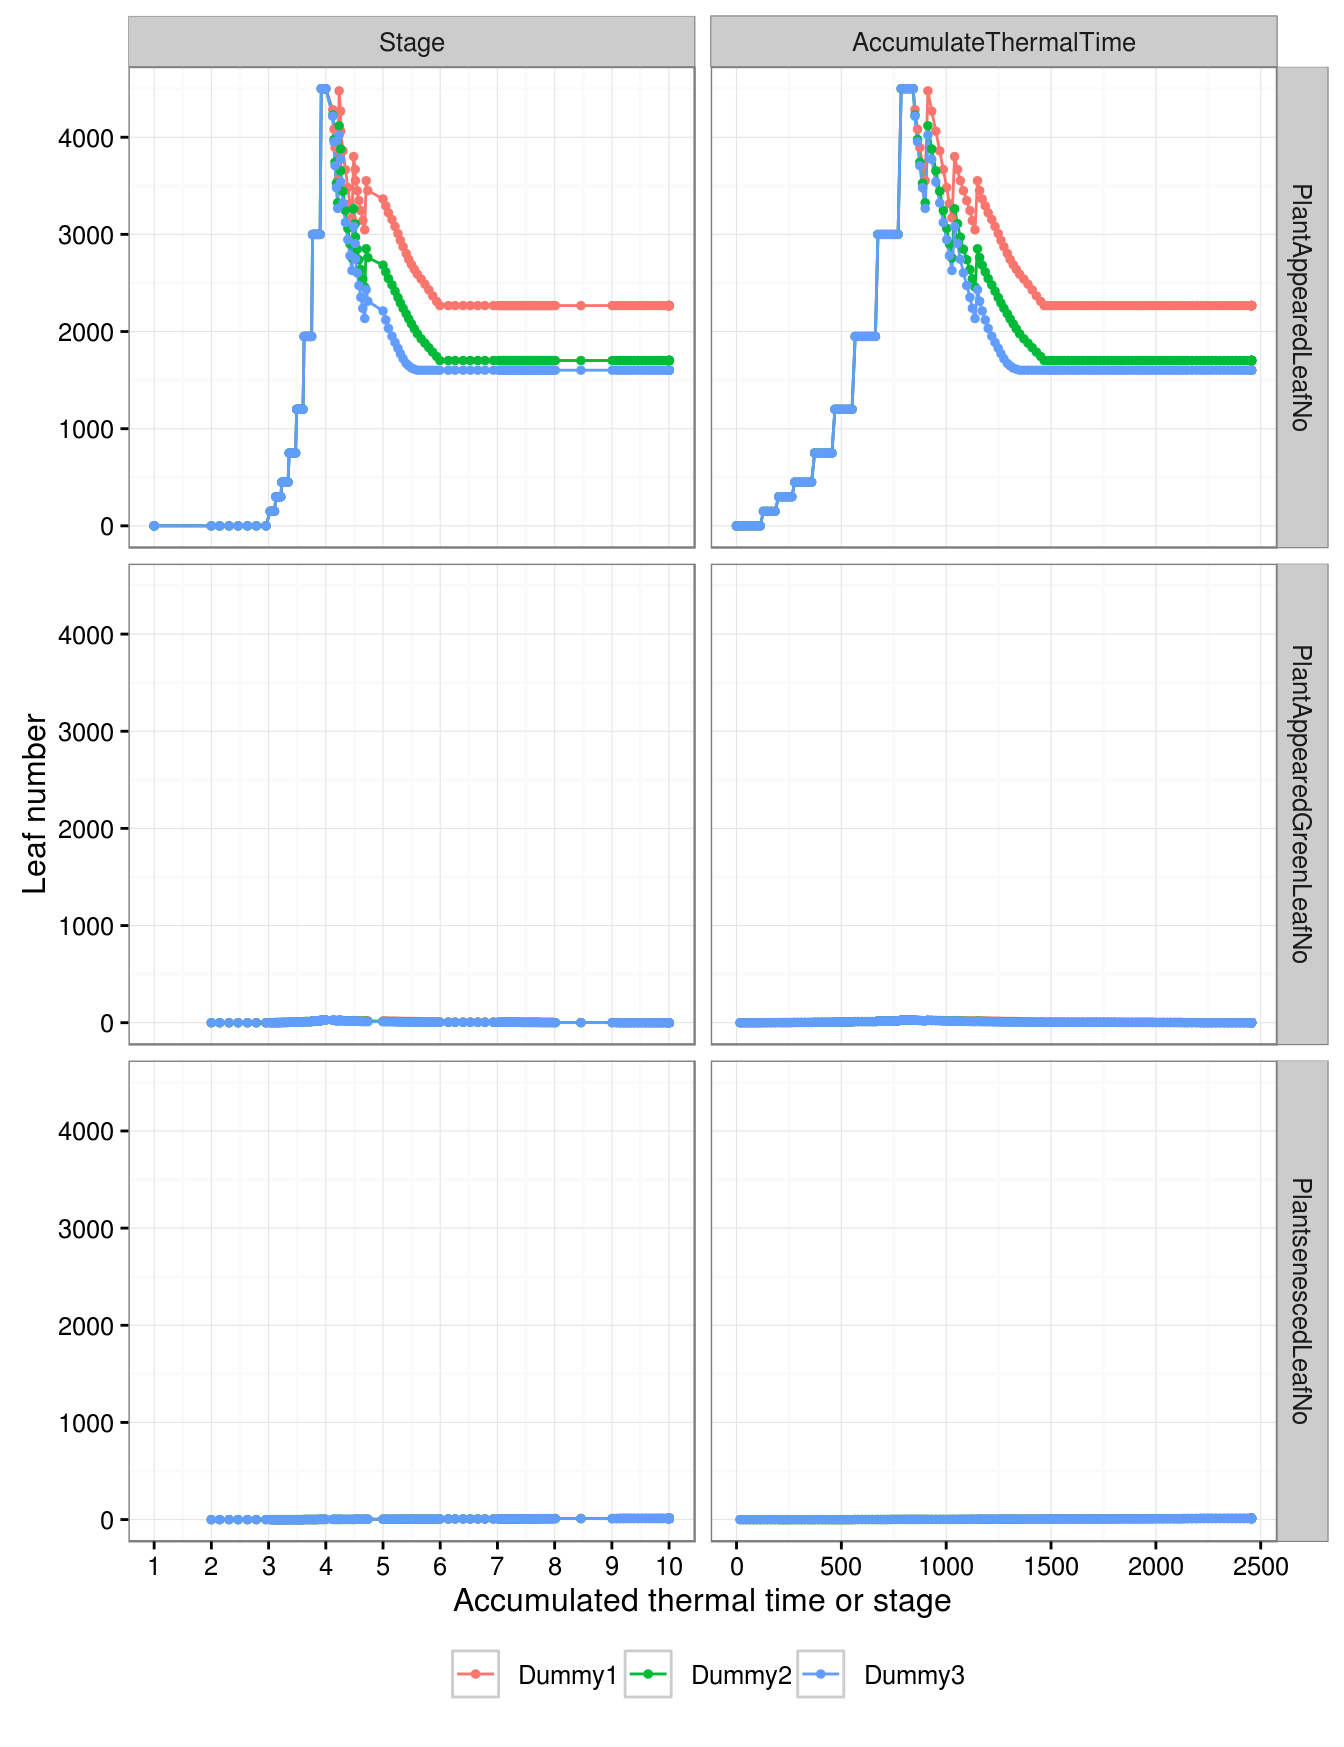 Stage
AccumulateThermalTime
4000
3000
2000
1000
0
PlantAppearedLeafNo
4000
3000
2000
1000
0
PlantAppearedGreenLeafNo
Leaf number
4000
3000
2000
1000
0
PlantsenescedLeafNo
1 2 3 4 5 6 7 8 9 10
0 500 1000 1500 2000 2500
Accumulated thermal time or stage
Dummy1 Dummy2 Dummy3